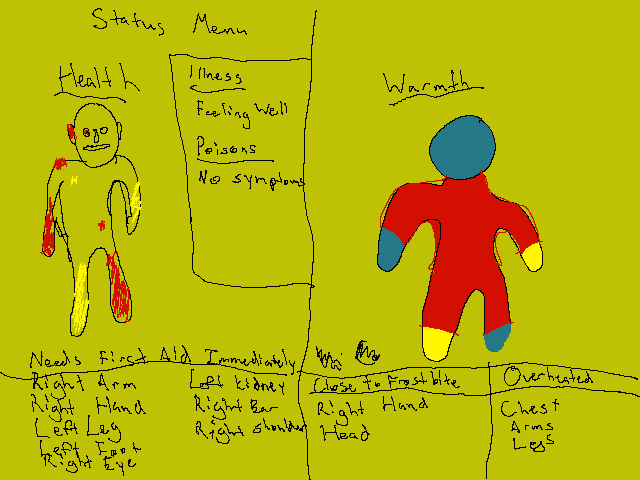 Status Menu
Health
Illness
Feeling Well
Poisons
No symptoms
Warmth
Needs First Aid Immediately
Right Arm
Right Hand
Left Leg
Left Foot
Right Eye
Left Kidney
Right Ear
Right Shoulder
Close to Frostbite
Right Hand
Head
Overheated
Chest
Arms
Legs